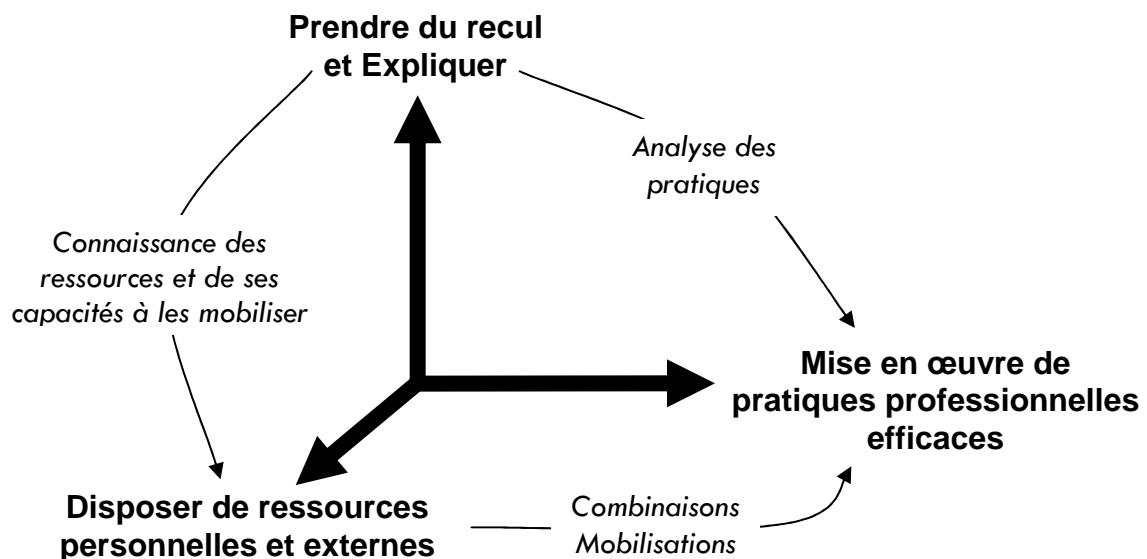 Prendre du recul
et Expliquer
Analyse des
pratiques
Connaissance des
ressources et de ses
capacités à les mobiliser
Mise en œuvre de
pratiques professionnelles
efficaces
Disposer de ressources
personnelles et externes
Combinaisons
Mobilisations